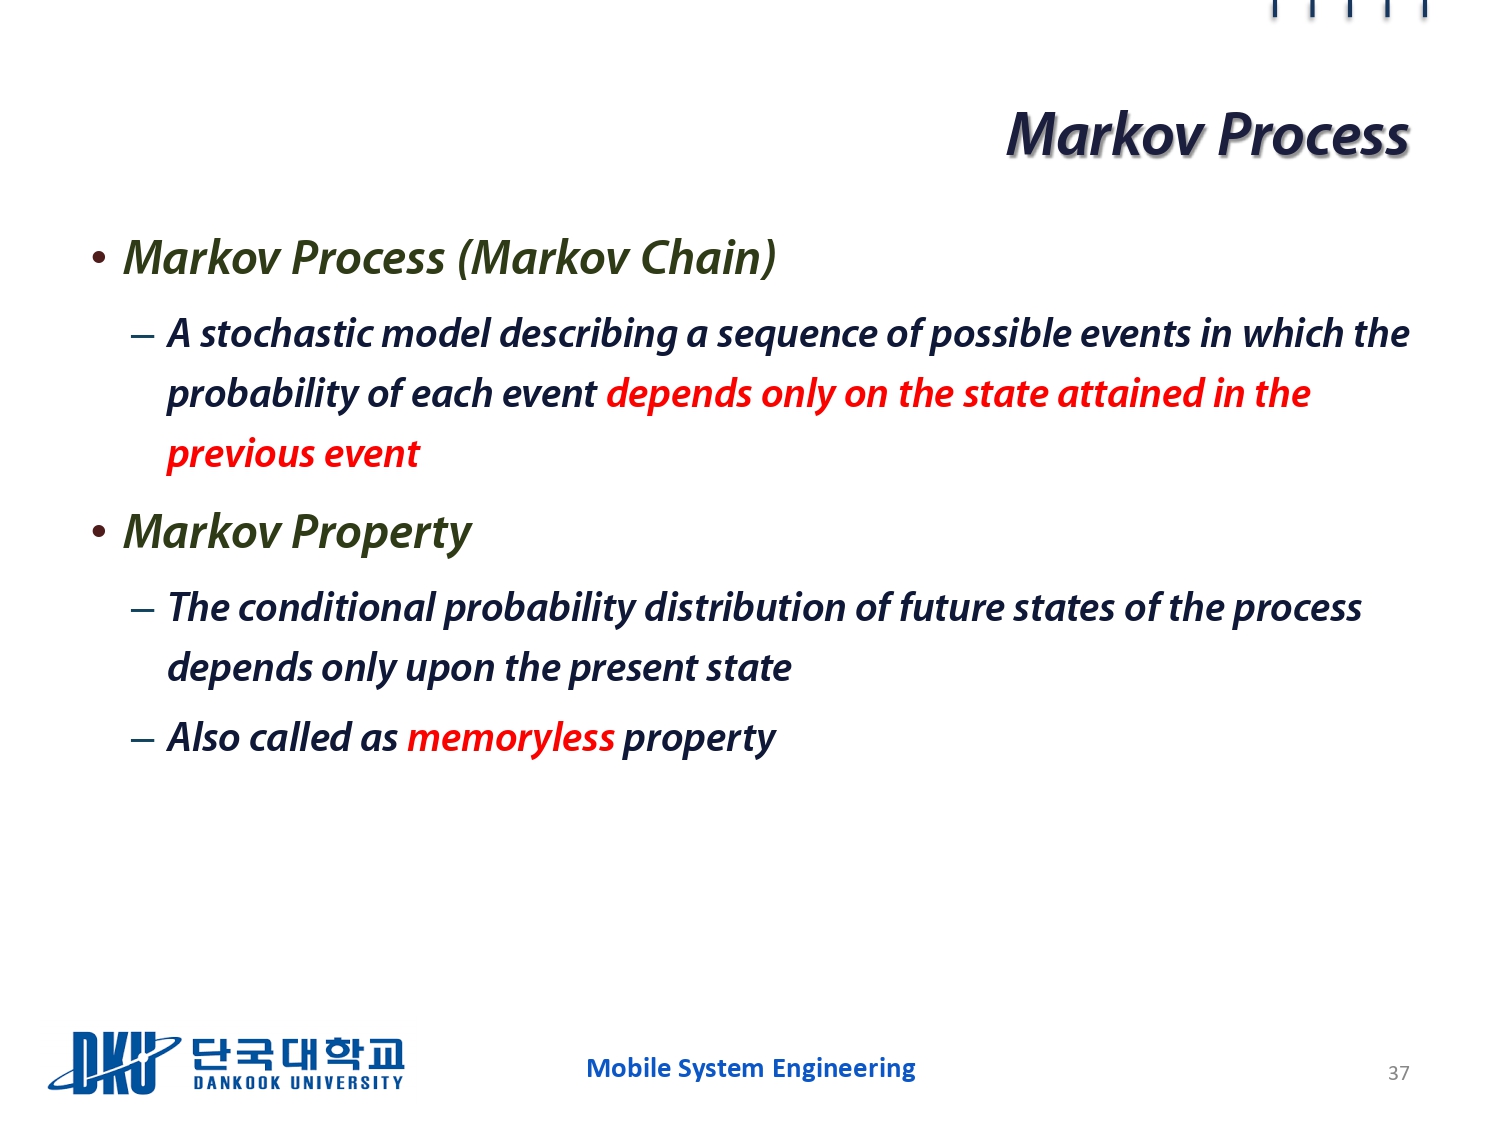 Markov Process
• Markov Process (Markov Chain)
– A stochastic model describing a sequence of possible events in which the
probability of each event depends only on the state attained in the
previous event
• Markov Property
– The conditional probability distribution of future states of the process
depends only upon the present state
– Also called as memoryless property
DKU 단국대학교
DANKOOK UNIVERSITY
Mobile System Engineering
37